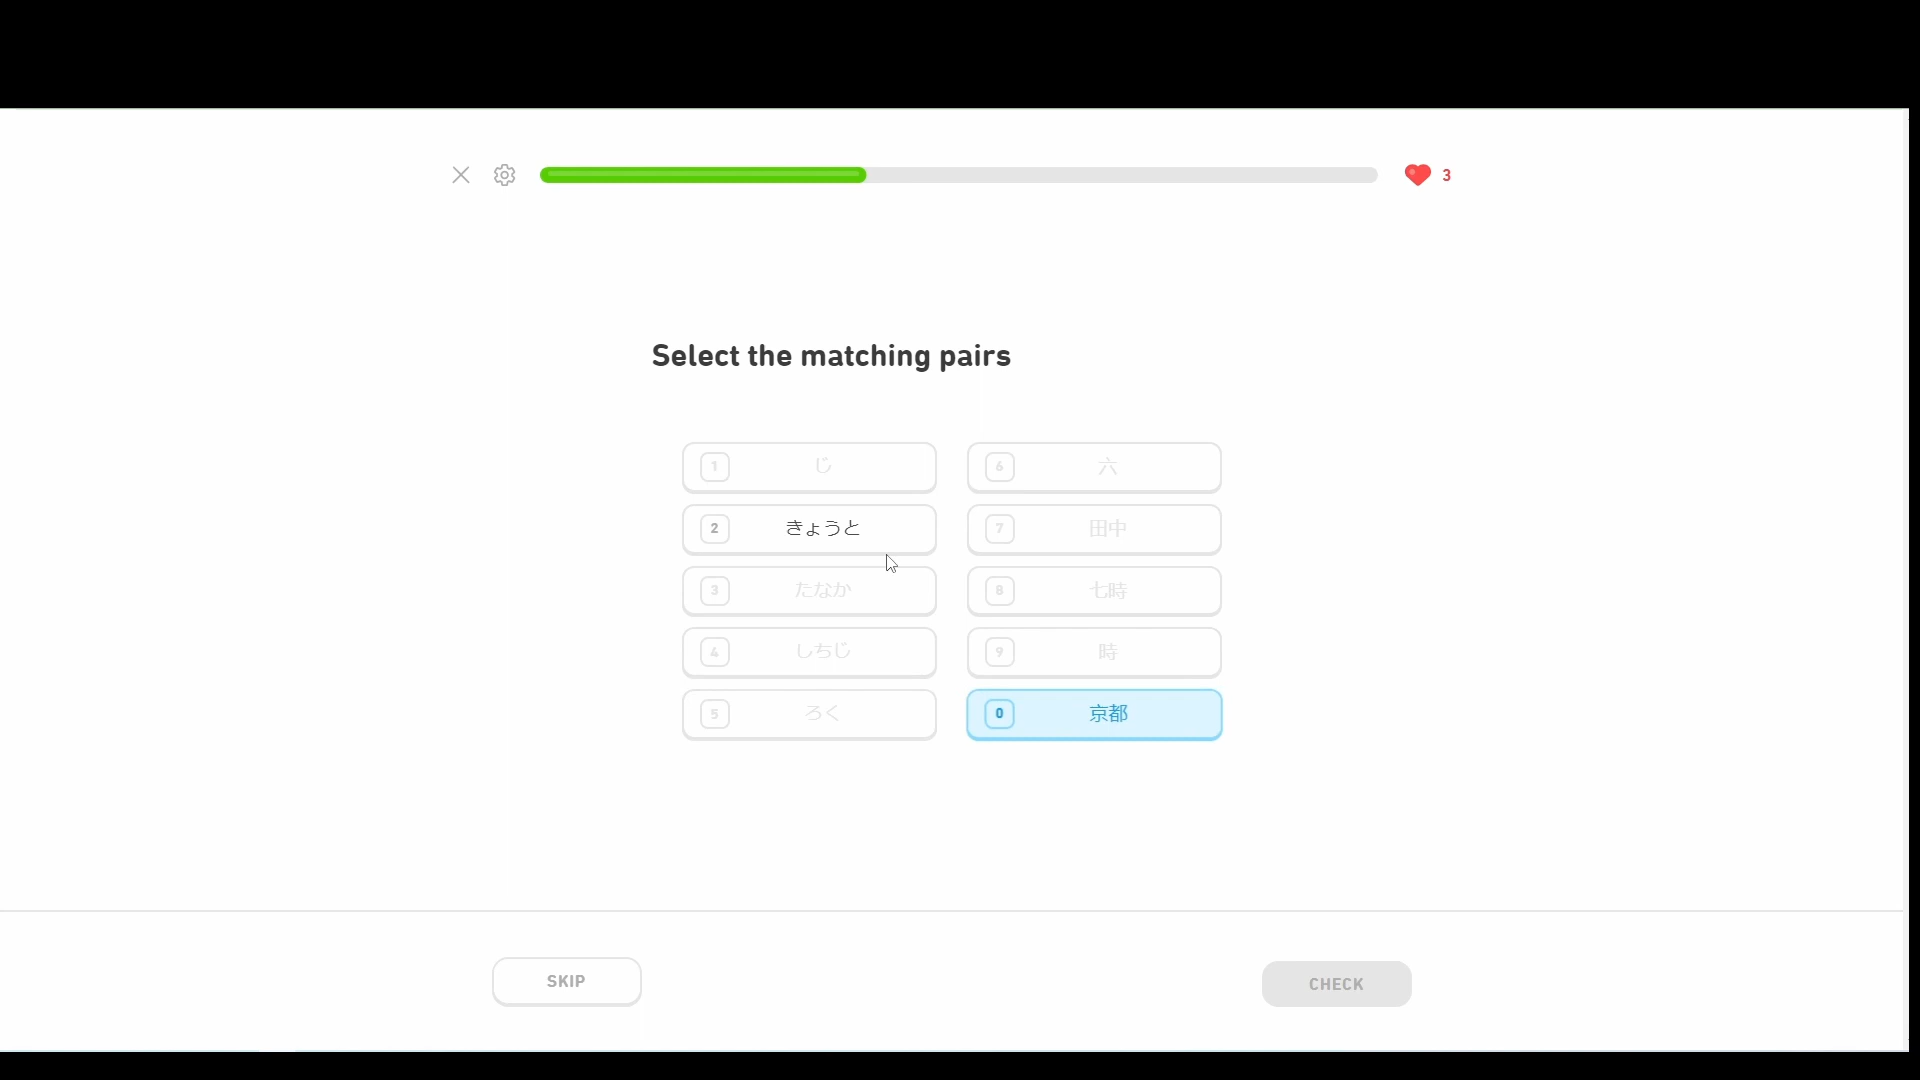 3
Select the matching pairs
1 じ
6 六
2 きょうと
7 田中
3 たなか
8 七時
4 しちじ
9 時
5 ろく
0 京都
SKIP
CHECK